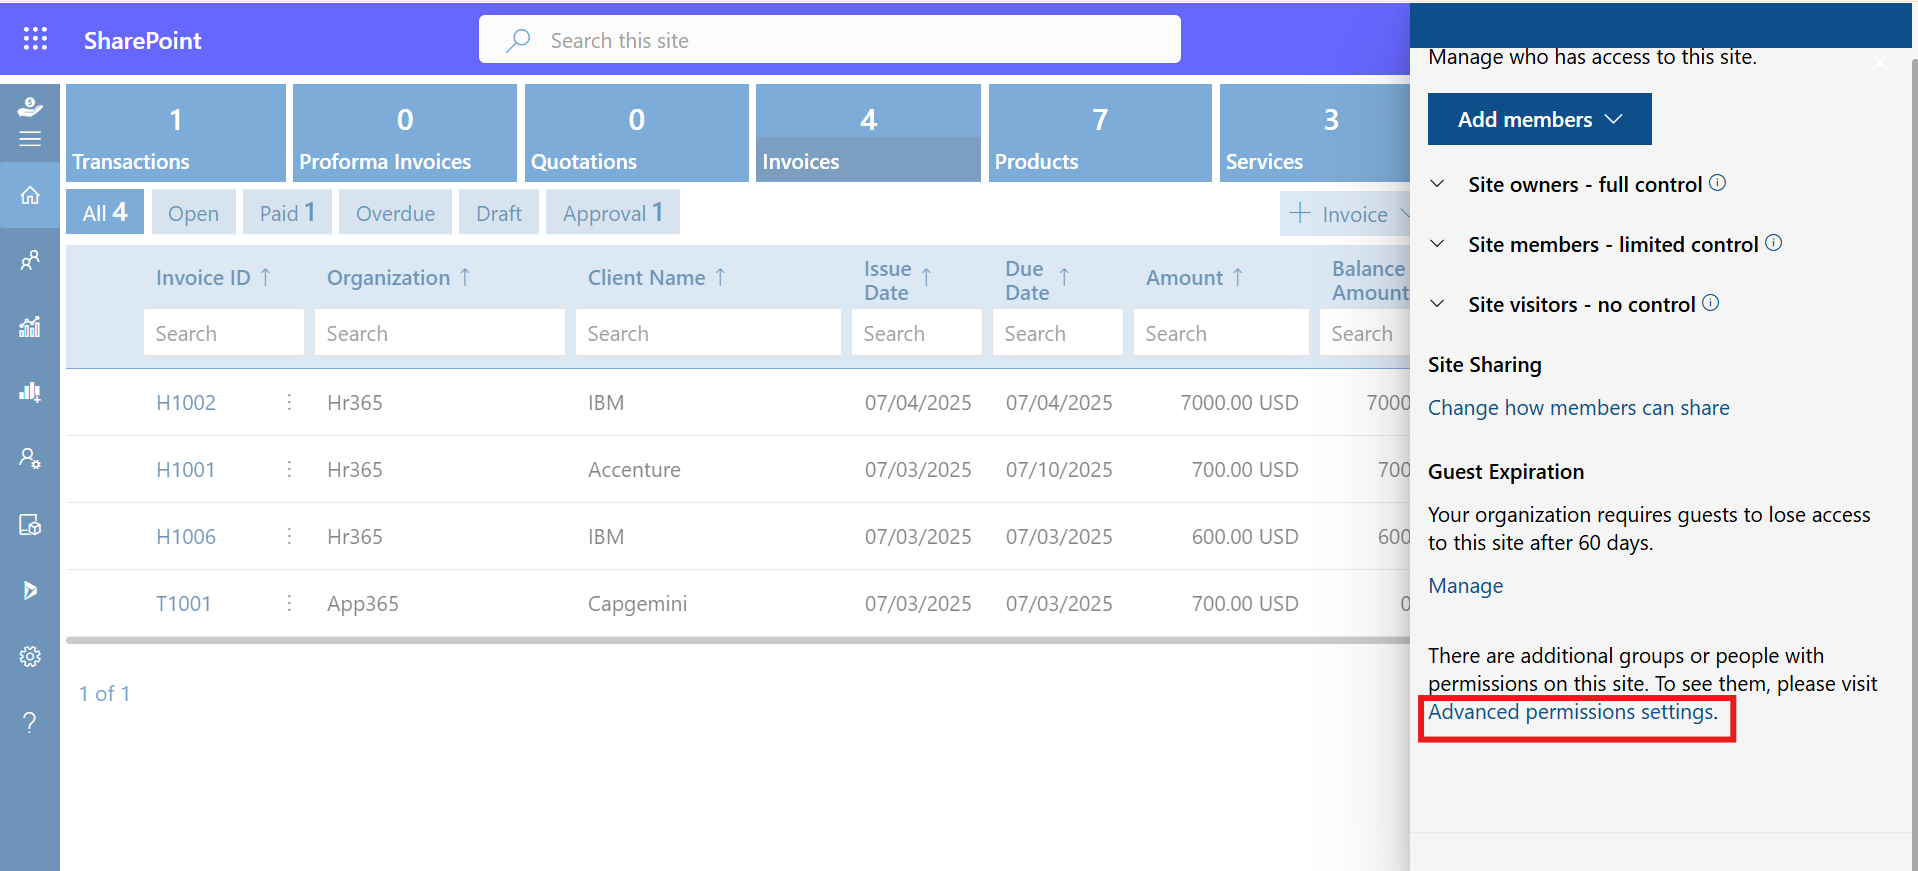 SharePoint
Search this site
1
Transactions
0
Proforma Invoices
0
Quotations
4
Invoices
7
Products
3
Services
All 4
Open
Paid 1
Overdue
Draft
Approval 1
Invoice
Invoice ID
Organization
Client Name
Issue
Date
Due
Date
Amount
Balance
Amount
Search
Search
Search
Search
Search
Search
Search
H1002 Hr365 IBM 07/04/2025 07/04/2025 7000.00 USD 7000
H1001 Hr365 Accenture 07/03/2025 07/10/2025 700.00 USD 700
H1006 Hr365 IBM 07/03/2025 07/03/2025 600.00 USD 600
T1001 App365 Capgemini 07/03/2025 07/03/2025 700.00 USD 0
1 of 1
Manage who has access to this site.
Add members
Site owners - full control
Site members - limited control
Site visitors - no control
Site Sharing
Change how members can share
Guest Expiration
Your organization requires guests to lose access
to this site after 60 days.
Manage
There are additional groups or people with
permissions on this site. To see them, please visit
Advanced permissions settings.